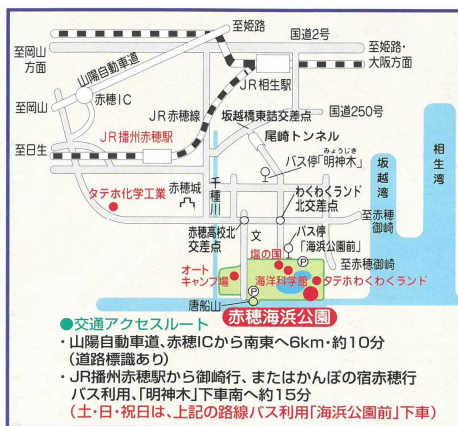 至姫路
国道2号
至岡山
方面
山陽自動車道
JR相生駅
至姫路・
大阪方面
至岡山
赤穂IC
JR赤穂線
坂越橋東詰交差点
国道250号
JR播州赤穂駅
尾崎トンネル
至日生
みょうじぎ
バス停「明神木」
坂越湾
相生湾
タテホ化学工業
赤穂城
千種川
わくわくランド
北交差点
至赤穂
御崎
赤穂高校北
交差点
文
バス停
「海浜公園前」
塩の国
P
至赤穂御崎
オート
キャンプ場
海洋科学館
タテホわくわくランド
P
唐船山
赤穂海浜公園
●交通アクセスルート
・山陽自動車道、赤穂ICから南東へ6km・約10分
(道路標識あり)
・JR播州赤穂駅から御崎行、またはかんぽの宿赤穂行
バス利用、「明神木」下車南へ約15分
(土・日・祝日は、上記の路線バス利用「海浜公園前」下車)